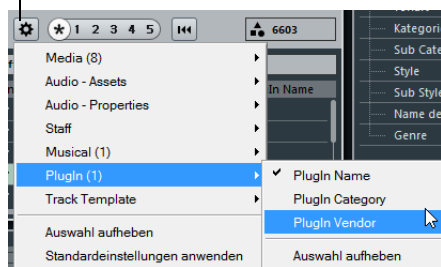 1 2 3 4 5
6603
Kategori
Sub Cate
Style
Sub Style
Name de
Genre
In Name
Media (8)
Audio - Assets
Audio - Properties
Staff
Musical (1)
PlugIn (1)
Track Template
Auswahl aufheben
Standardeinstellungen anwenden
PlugIn Name
PlugIn Category
PlugIn Vendor
Auswahl aufheben